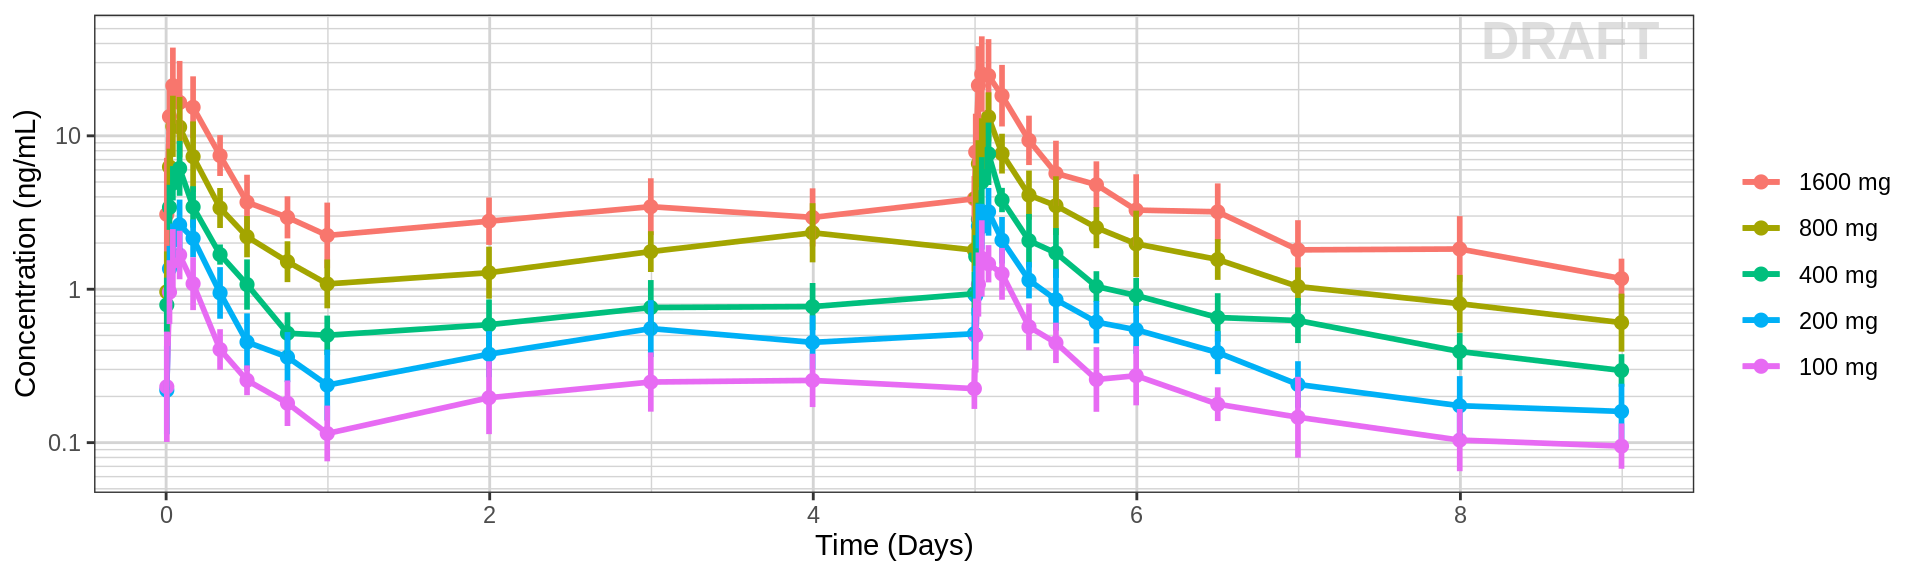 DRAFT
Concentration (ng/mL)
10
1
0.1
0 2 4 6 8
Time (Days)
1600 mg
800 mg
400 mg
200 mg
100 mg